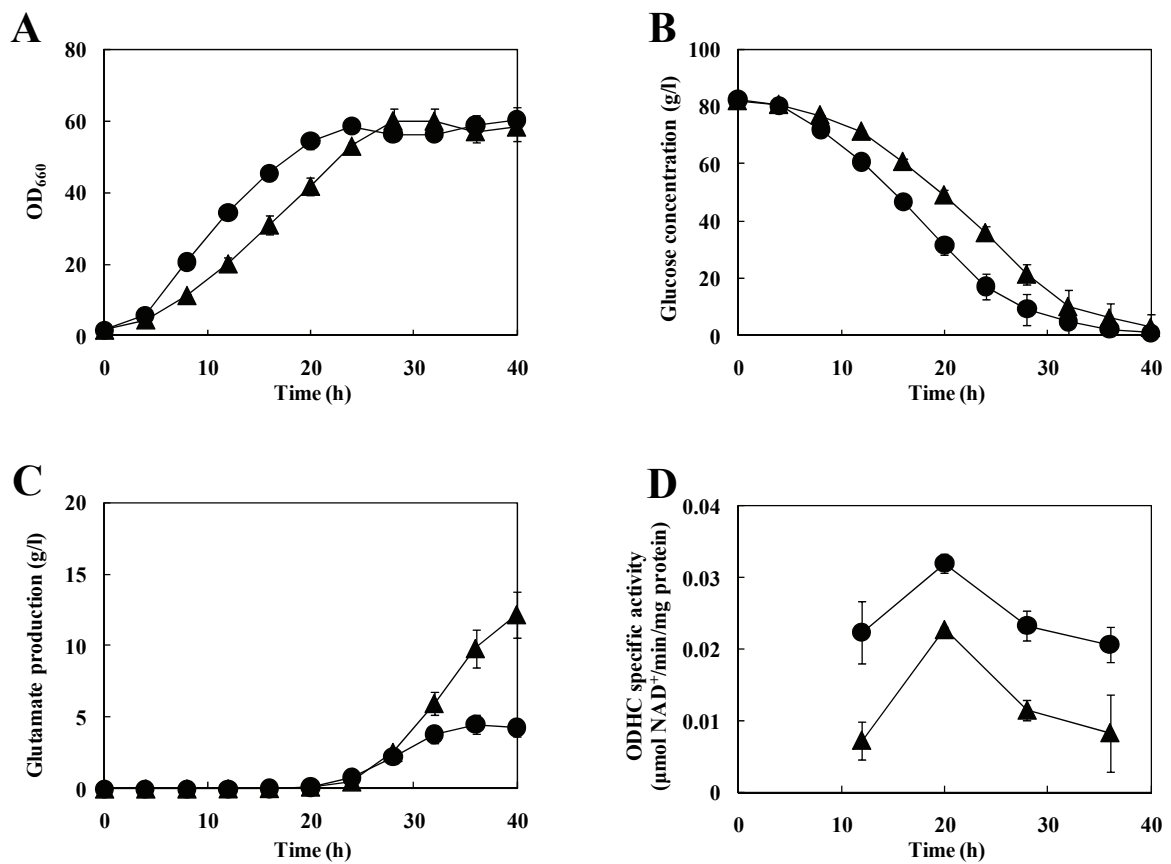 A
80
60
40
20
0
OD660
0 10 20 30 40
Time (h)
B
100
80
60
40
20
0
Glucose concentration (g/l)
0 10 20 30 40
Time (h)
C
20
15
10
5
0
Glutamate production (g/l)
0 10 20 30 40
Time (h)
D
0.04
0.03
0.02
0.01
0
ODHC specific activity
(μmol NAD⁺/min/mg protein)
0 10 20 30 40
Time (h)